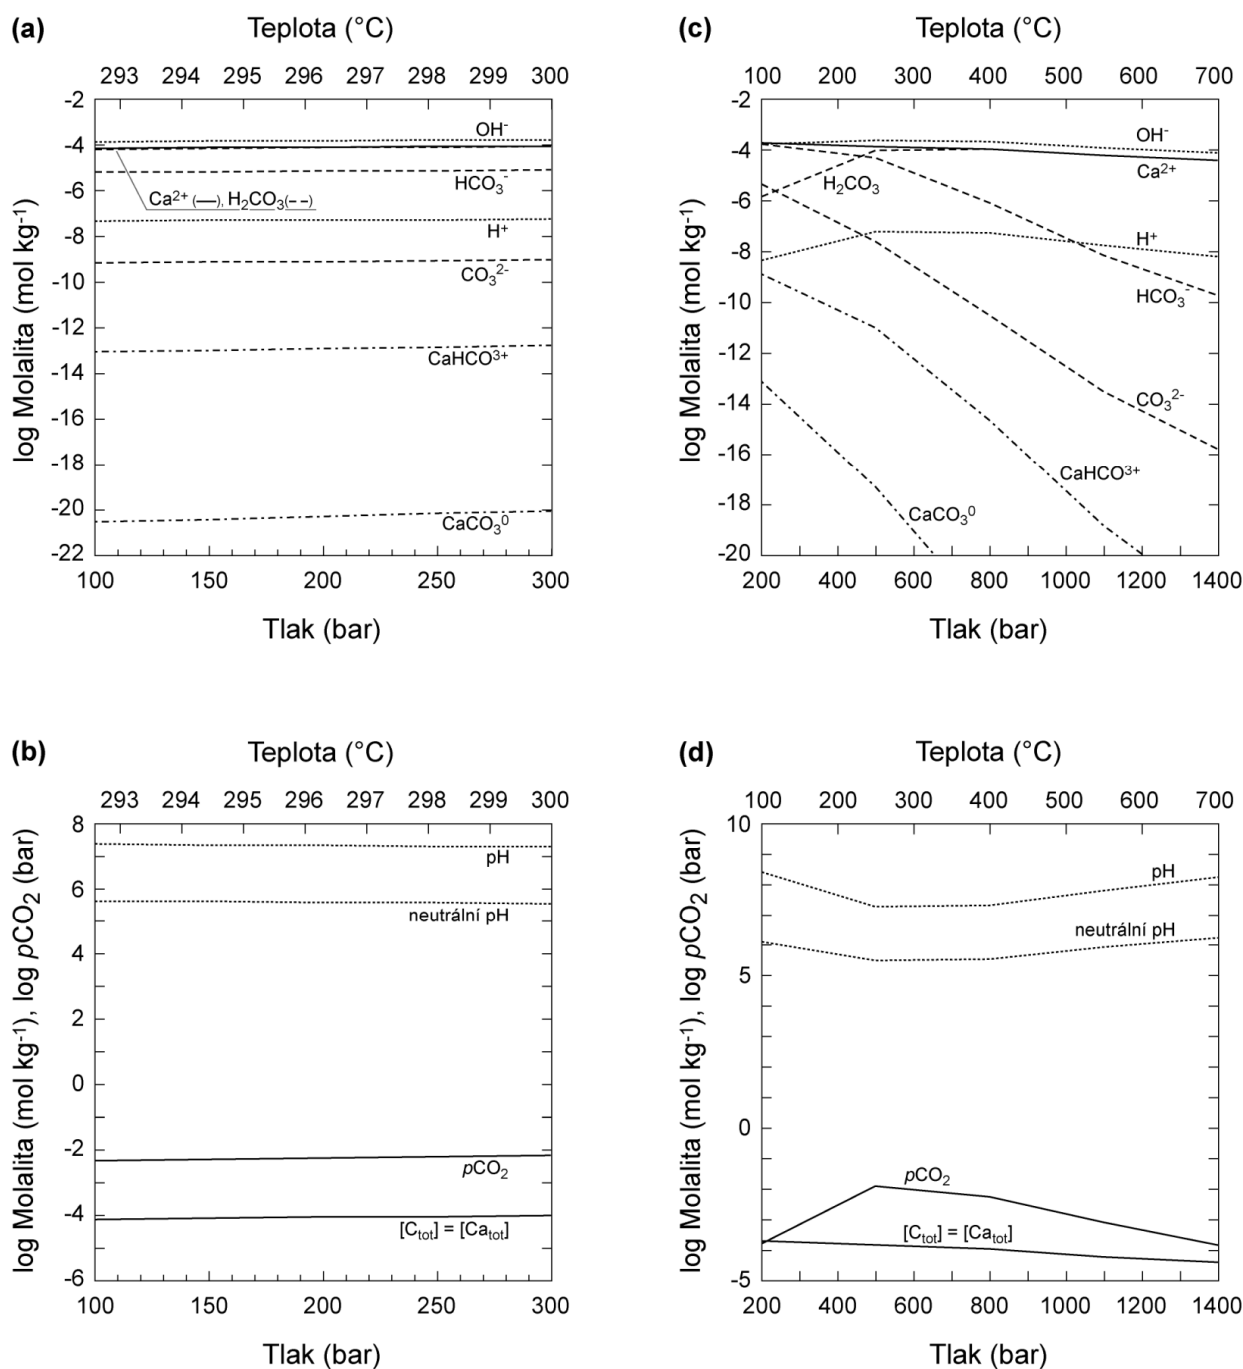 (a)
Teplota (°C)
293 294 295 296 297 298 299 300
-2
-4
-6
-8
-10
-12
-14
-16
-18
-20
-22
log Molalita (mol kg-1)
OH-
HCO3-
Ca2+ (—), H2CO3(– –)
H+
CO32-
CaHCO3+
CaCO30
100 150 200 250 300
Tlak (bar)
(c)
Teplota (°C)
100 200 300 400 500 600 700
-2
-4
-6
-8
-10
-12
-14
-16
-18
-20
log Molalita (mol kg-1)
OH-
Ca2+
H2CO3
H+
HCO3-
CO32-
CaHCO3+
CaCO30
200 400 600 800 1000 1200 1400
Tlak (bar)
(b)
Teplota (°C)
293 294 295 296 297 298 299 300
8
6
4
2
0
-2
-4
-6
log Molalita (mol kg-1), log pCO2 (bar)
pH
neutrální pH
pCO2
[Ctot] = [Catot]
100 150 200 250 300
Tlak (bar)
(d)
Teplota (°C)
100 200 300 400 500 600 700
10
5
0
-5
log Molalita (mol kg-1), log pCO2 (bar)
pH
neutrální pH
pCO2
[Ctot] = [Catot]
200 400 600 800 1000 1200 1400
Tlak (bar)